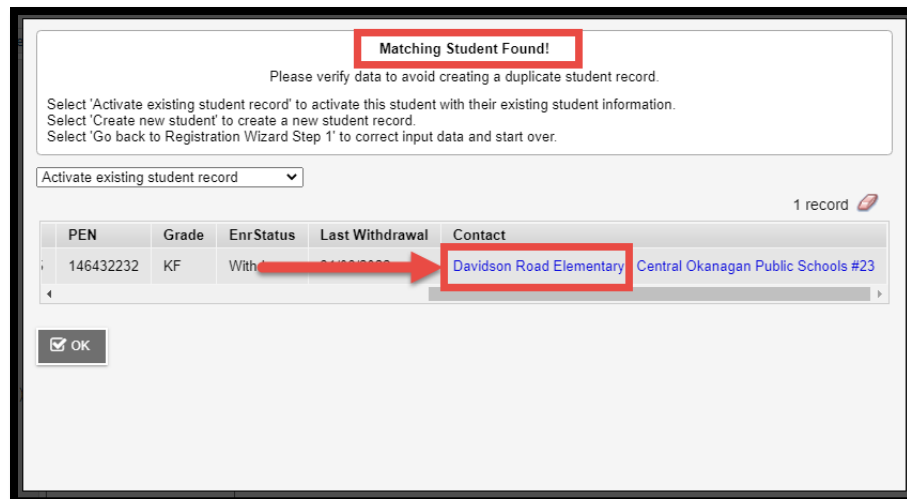 Matching Student Found!
Please verify data to avoid creating a duplicate student record.
Select 'Activate existing student record' to activate this student with their existing student information.
Select 'Create new student' to create a new student record.
Select 'Go back to Registration Wizard Step 1' to correct input data and start over.
Activate existing student record
1 record
PEN Grade EnrStatus Last Withdrawal Contact
146432232 KF Davidson Road Elementary Central Okanagan Public Schools #23
OK